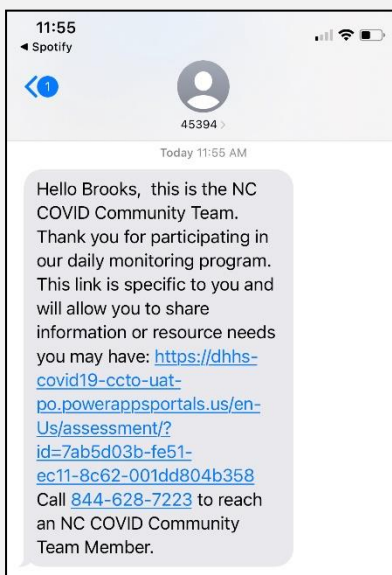 11:55
◀ Spotify
1
45394 >
Today 11:55 AM
Hello Brooks,  this is the NC
COVID Community Team.
Thank you for participating in
our daily monitoring program.
This link is specific to you and
will allow you to share
information or resource needs
you may have: https://dhhs-
covid19-ccto-uat-
po.powerappsportals.us/en-
Us/assessment/?
id=7ab5d03b-fe51-
ec11-8c62-001dd804b358
Call 844-628-7223 to reach
an NC COVID Community
Team Member.